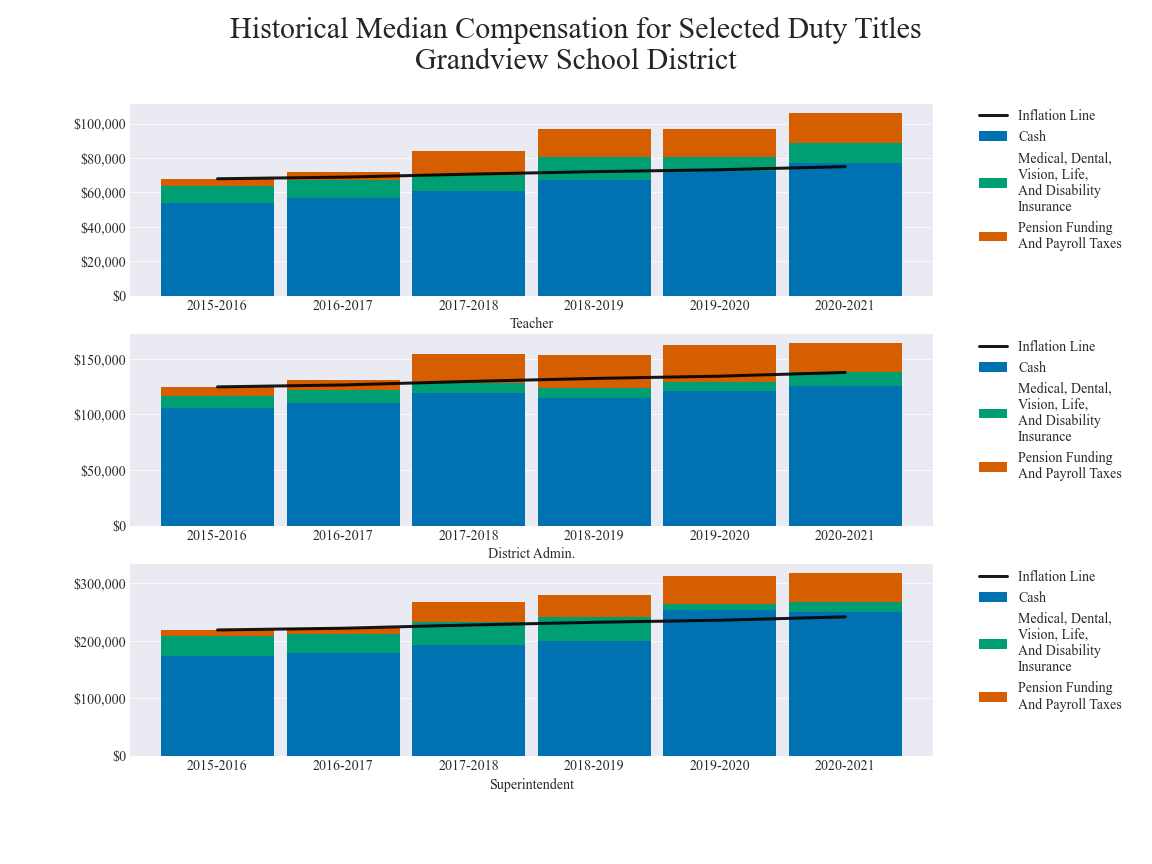 Historical Median Compensation for Selected Duty Titles
Grandview School District
$100,000
$80,000
$60,000
$40,000
$20,000
$0
2015-2016
2016-2017
2017-2018
2018-2019
2019-2020
2020-2021
Teacher
Inflation Line
Cash
Medical, Dental,
Vision, Life,
And Disability
Insurance
Pension Funding
And Payroll Taxes
$150,000
$100,000
$50,000
$0
2015-2016
2016-2017
2017-2018
2018-2019
2019-2020
2020-2021
District Admin.
Inflation Line
Cash
Medical, Dental,
Vision, Life,
And Disability
Insurance
Pension Funding
And Payroll Taxes
$300,000
$200,000
$100,000
$0
2015-2016
2016-2017
2017-2018
2018-2019
2019-2020
2020-2021
Superintendent
Inflation Line
Cash
Medical, Dental,
Vision, Life,
And Disability
Insurance
Pension Funding
And Payroll Taxes